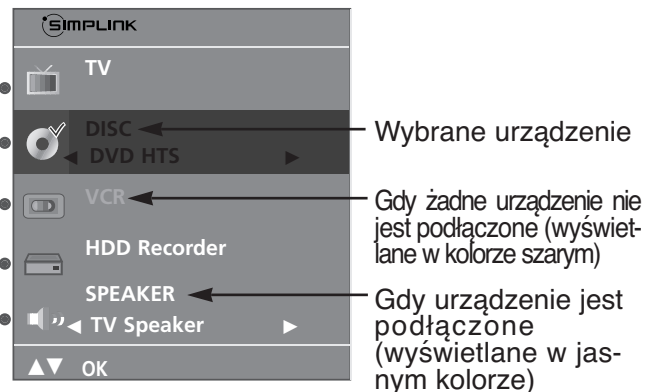 SIMPLINK
TV
DISC
◀ DVD HTS ▶
VCR
HDD Recorder
SPEAKER
◀ TV Speaker ▶
▲▼ OK
Wybrane urządzenie
Gdy żadne urządzenie nie
jest podłączone (wyświet-
lane w kolorze szarym)
Gdy urządzenie jest
podłączone
(wyświetlane w jas-
nym kolorze)